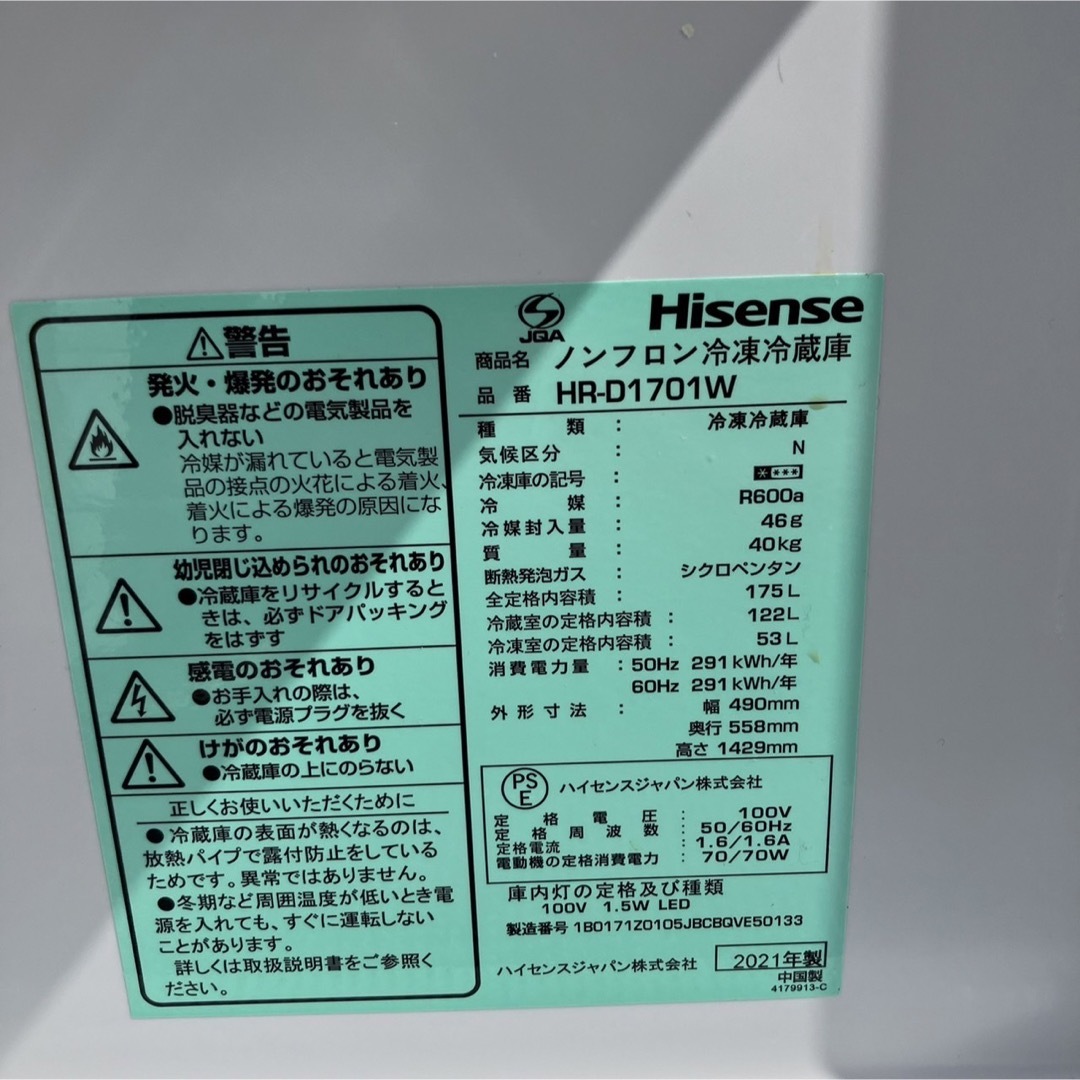 警告
発火・爆発のおそれあり
●脱臭器などの電気製品を
入れない
冷媒が漏れていると電気製
品の接点の火花による着火、
着火による爆発の原因にな
ります。
幼児閉じ込められのおそれあり
●冷蔵庫をリサイクルすると
きは、必ずドアパッキング
をはずす
感電のおそれあり
●お手入れの際は、
必ず電源プラグを抜く
けがのおそれあり
●冷蔵庫の上にのらない
正しくお使いいただくために
●冷蔵庫の表面が熱くなるのは、
放熱パイプで露付防止をしている
ためです。異常ではありません。
●冬期など周囲温度が低いとき電
源を入れても、すぐに運転しない
ことがあります。
詳しくは取扱説明書をご参照く
ださい。
JQA
Hisense
商品名 ノンフロン冷凍冷蔵庫
品番 HR-D1701W
種類 : 冷凍冷蔵庫
気候区分 : N
冷凍庫の記号 : * ***
冷媒 : R600a
冷媒封入量 : 46g
質量 : 40kg
断熱発泡ガス : シクロペンタン
全定格内容積 : 175L
冷蔵室の定格内容積 : 122L
冷凍室の定格内容積 : 53L
消費電力量 : 50Hz 291kWh/年
60Hz 291kWh/年
外形寸法 : 幅 490mm
奥行 558mm
高さ 1429mm
PSE ハイセンスジャパン株式会社
定格電圧 : 100V
定格周波数 : 50/60Hz
定格電流 : 1.6/1.6A
電動機の定格消費電力 : 70/70W
庫内灯の定格及び種類
100V 1.5W LED
製造番号 1B0171Z0105JBCBQVE50133
ハイセンスジャパン株式会社 2021年製
中国製
4179913-C